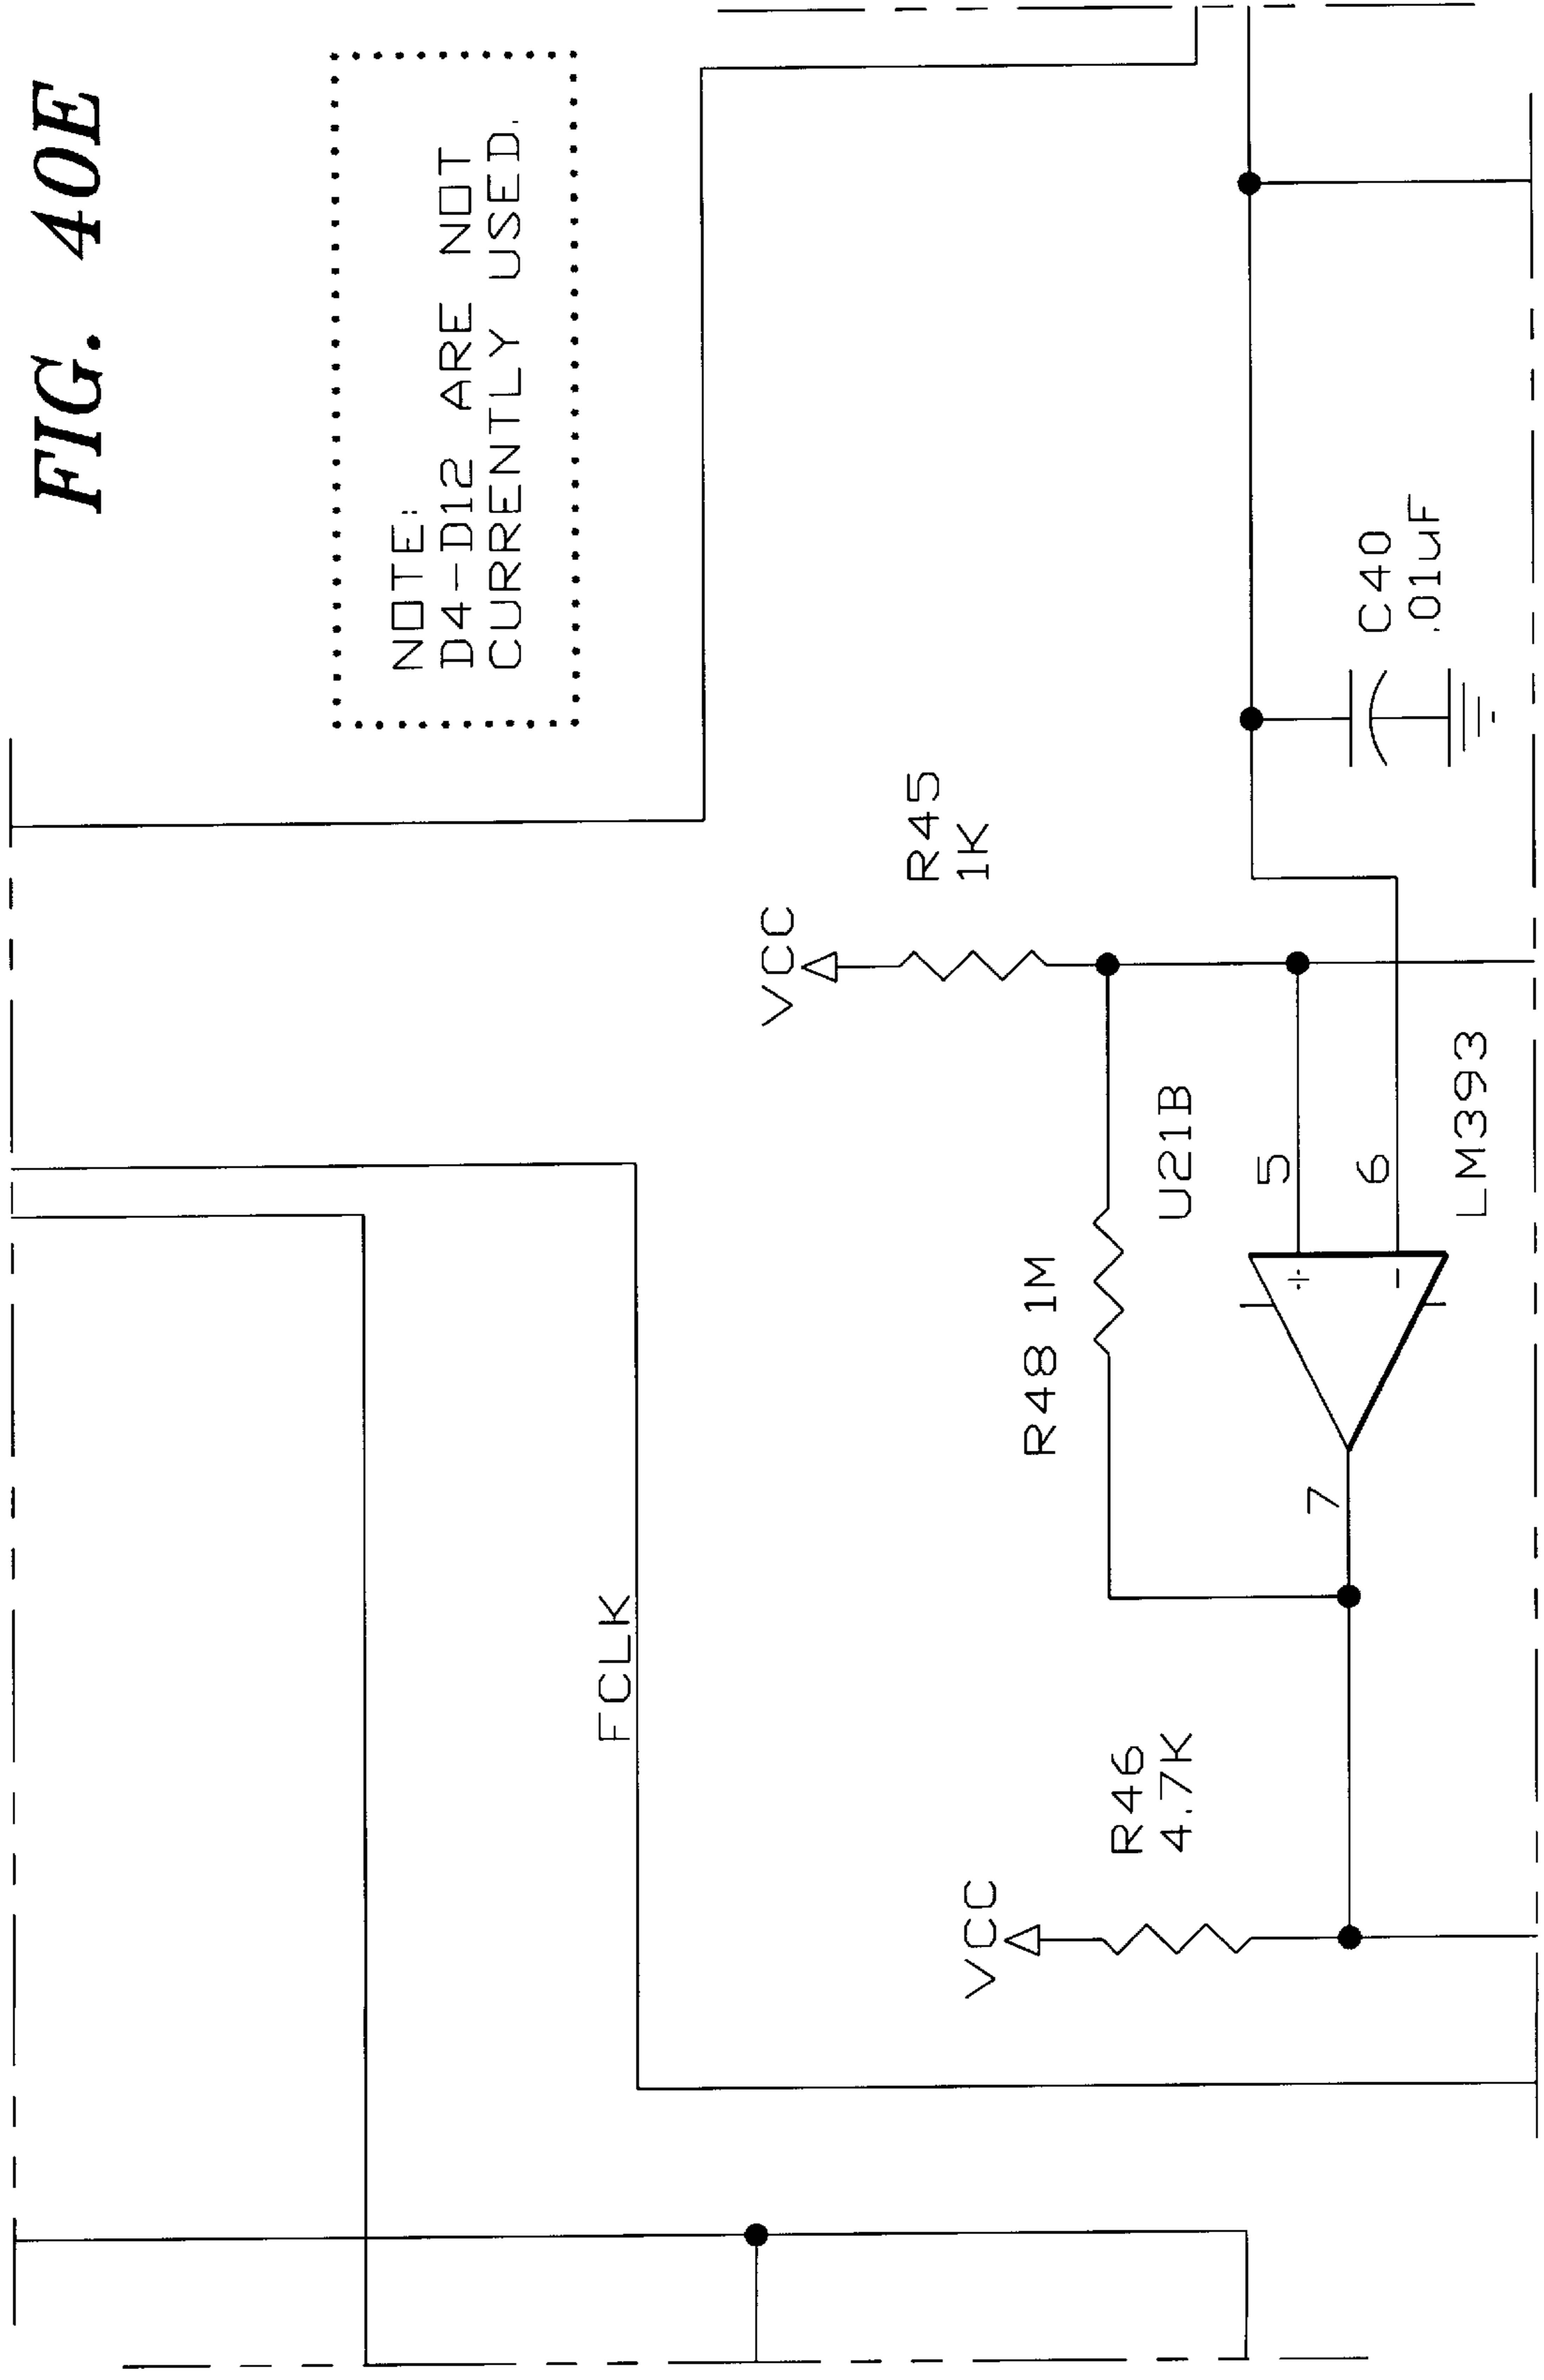 FIG. 40E
NOTE:
D4-D12 ARE NOT
CURRENTLY USED.
FCLK
VCC
R45
1K
VCC
R46
4.7K
R48 1M
U21B
5
6
7
+
-
LM393
C40
.01uF